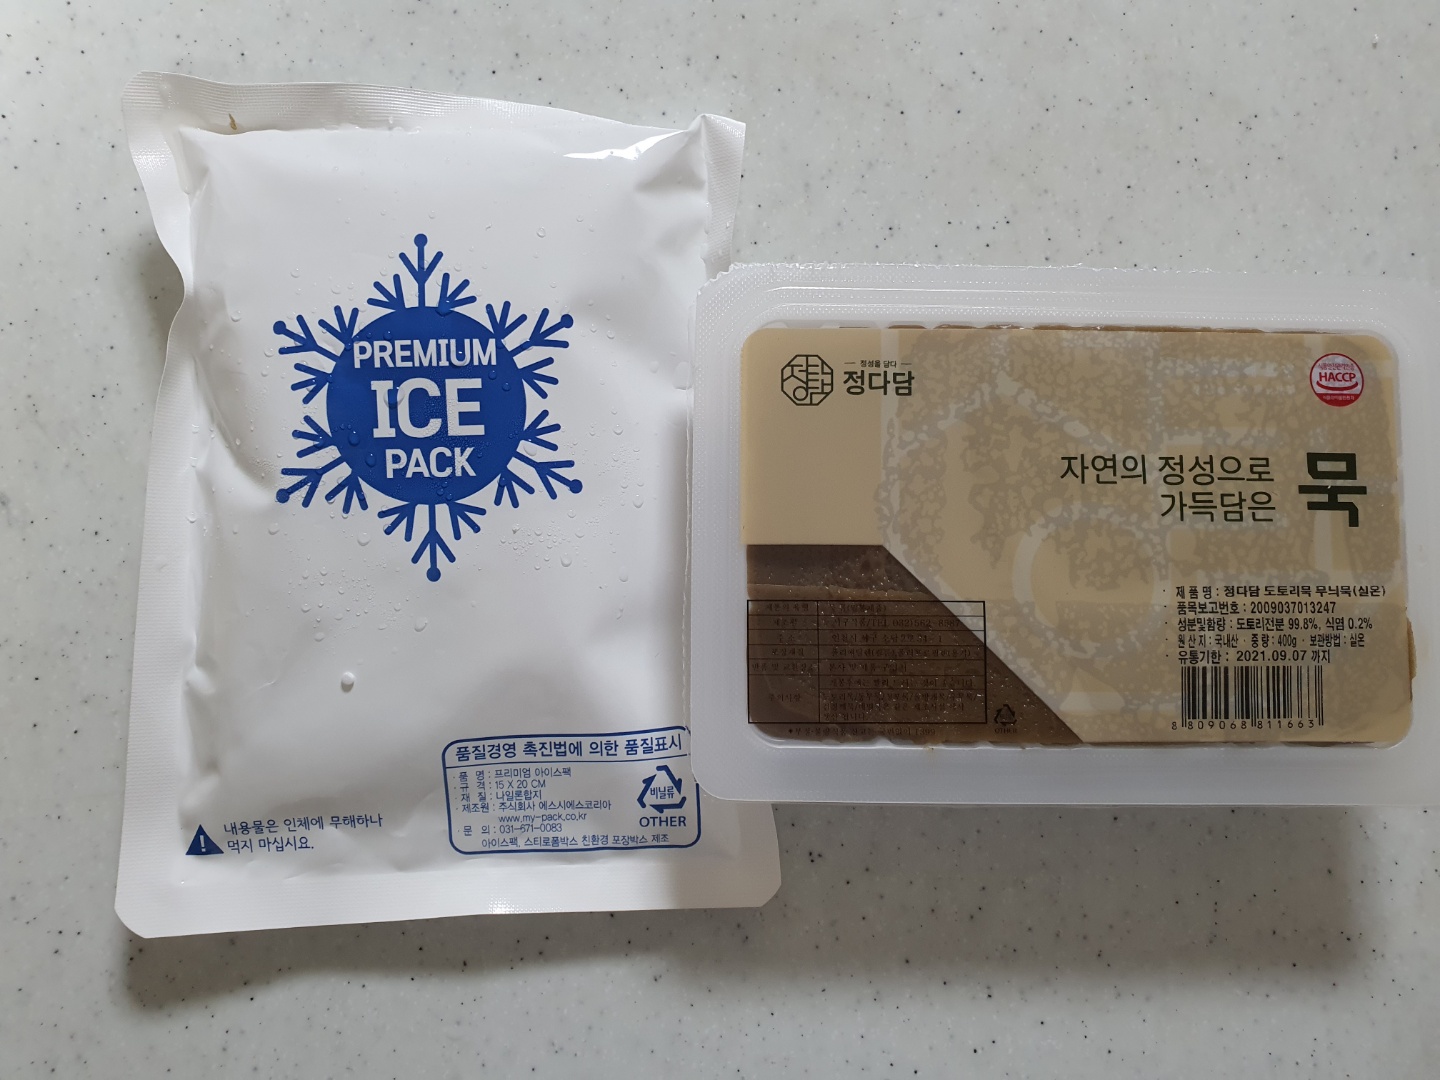 PREMIUM
ICE
PACK
품질경영 촉진법에 의한 품질표시
· 품 명 : 프리미엄 아이스팩
· 규 격 : 15 X 20 CM
· 재 질 : 나일론합지
· 제조원 : 주식회사 에스시에스코리아
www.my-pack.co.kr
· 문 의 : 031-671-0083
아이스팩, 스티로폼박스 친환경 포장박스 제조
비닐류
OTHER
내용물은 인체에 무해하나
먹지 마십시요.
정성을 담다
정다담
HACCP
자연의 정성으로
가득담은
묵
· 제 품 명 : 정다담 도토리묵 무늬묵(실온)
· 품목보고번호 : 2009037013247
· 성분및함량 : 도토리전분 99.8%, 식염 0.2%
· 원 산 지 : 국내산 · 중 량 : 400g · 보관방법 : 실온
· 유통기한 : 2021.09.07 까지
8 809068 811663
OTHER